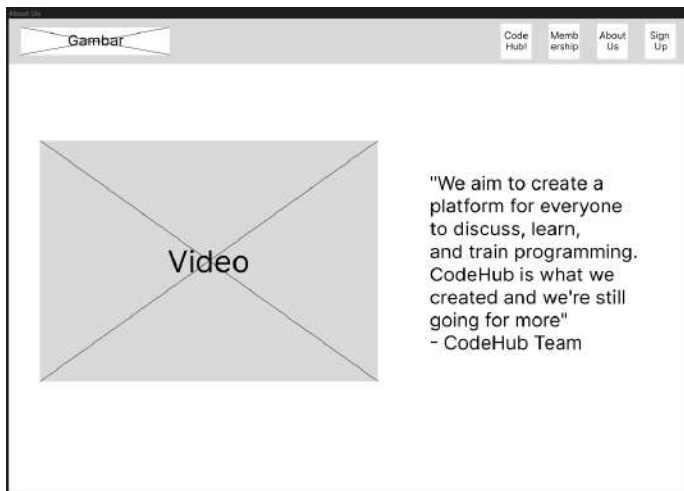 About Us
Gambar
Code
Hub!
Memb
ership
About
Us
Sign
Up
Video
"We aim to create a
platform for everyone
to discuss, learn,
and train programming.
CodeHub is what we
created and we're still
going for more"
- CodeHub Team